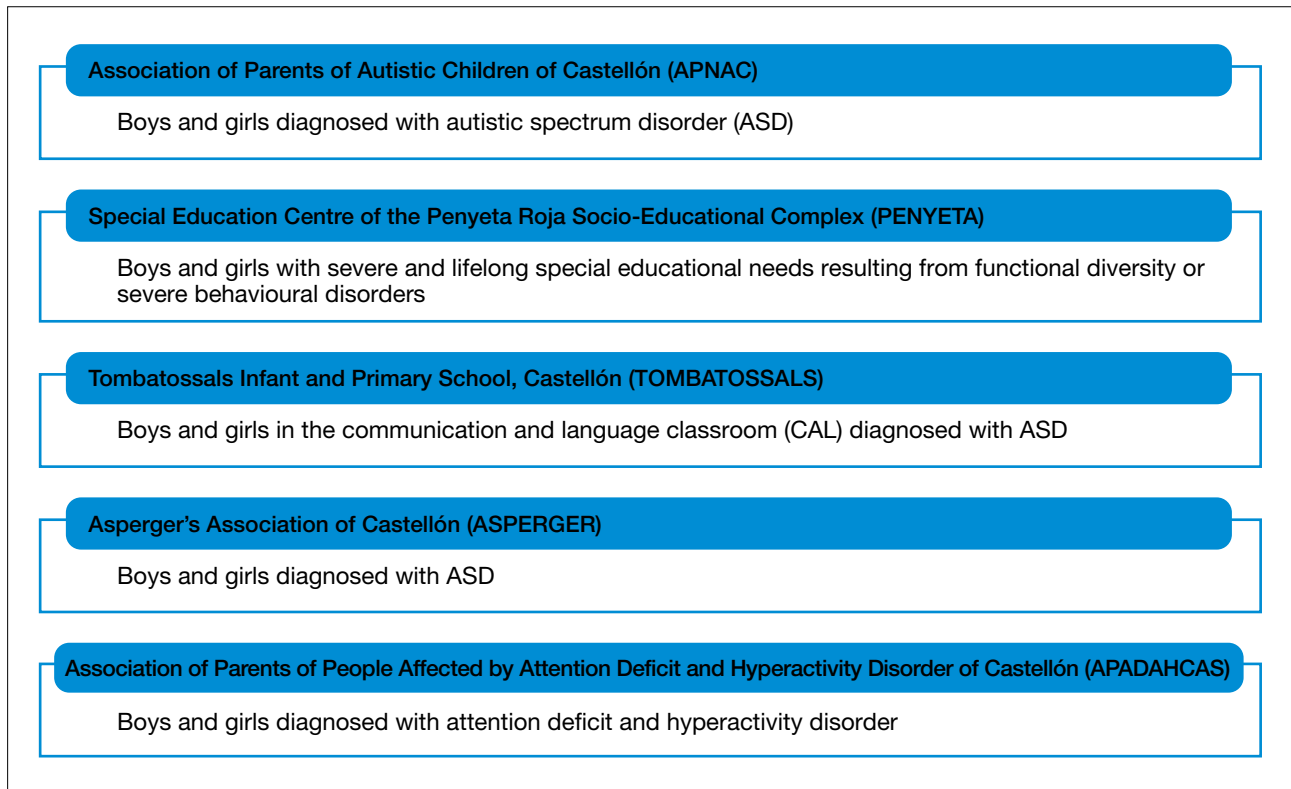 Association of Parents of Autistic Children of Castellón (APNAC)
Boys and girls diagnosed with autistic spectrum disorder (ASD)
Special Education Centre of the Penyeta Roja Socio-Educational Complex (PENYETA)
Boys and girls with severe and lifelong special educational needs resulting from functional diversity or
severe behavioural disorders
Tombatossals Infant and Primary School, Castellón (TOMBATOSSALS)
Boys and girls in the communication and language classroom (CAL) diagnosed with ASD
Asperger’s Association of Castellón (ASPERGER)
Boys and girls diagnosed with ASD
Association of Parents of People Affected by Attention Deficit and Hyperactivity Disorder of Castellón (APADAHCAS)
Boys and girls diagnosed with attention deficit and hyperactivity disorder